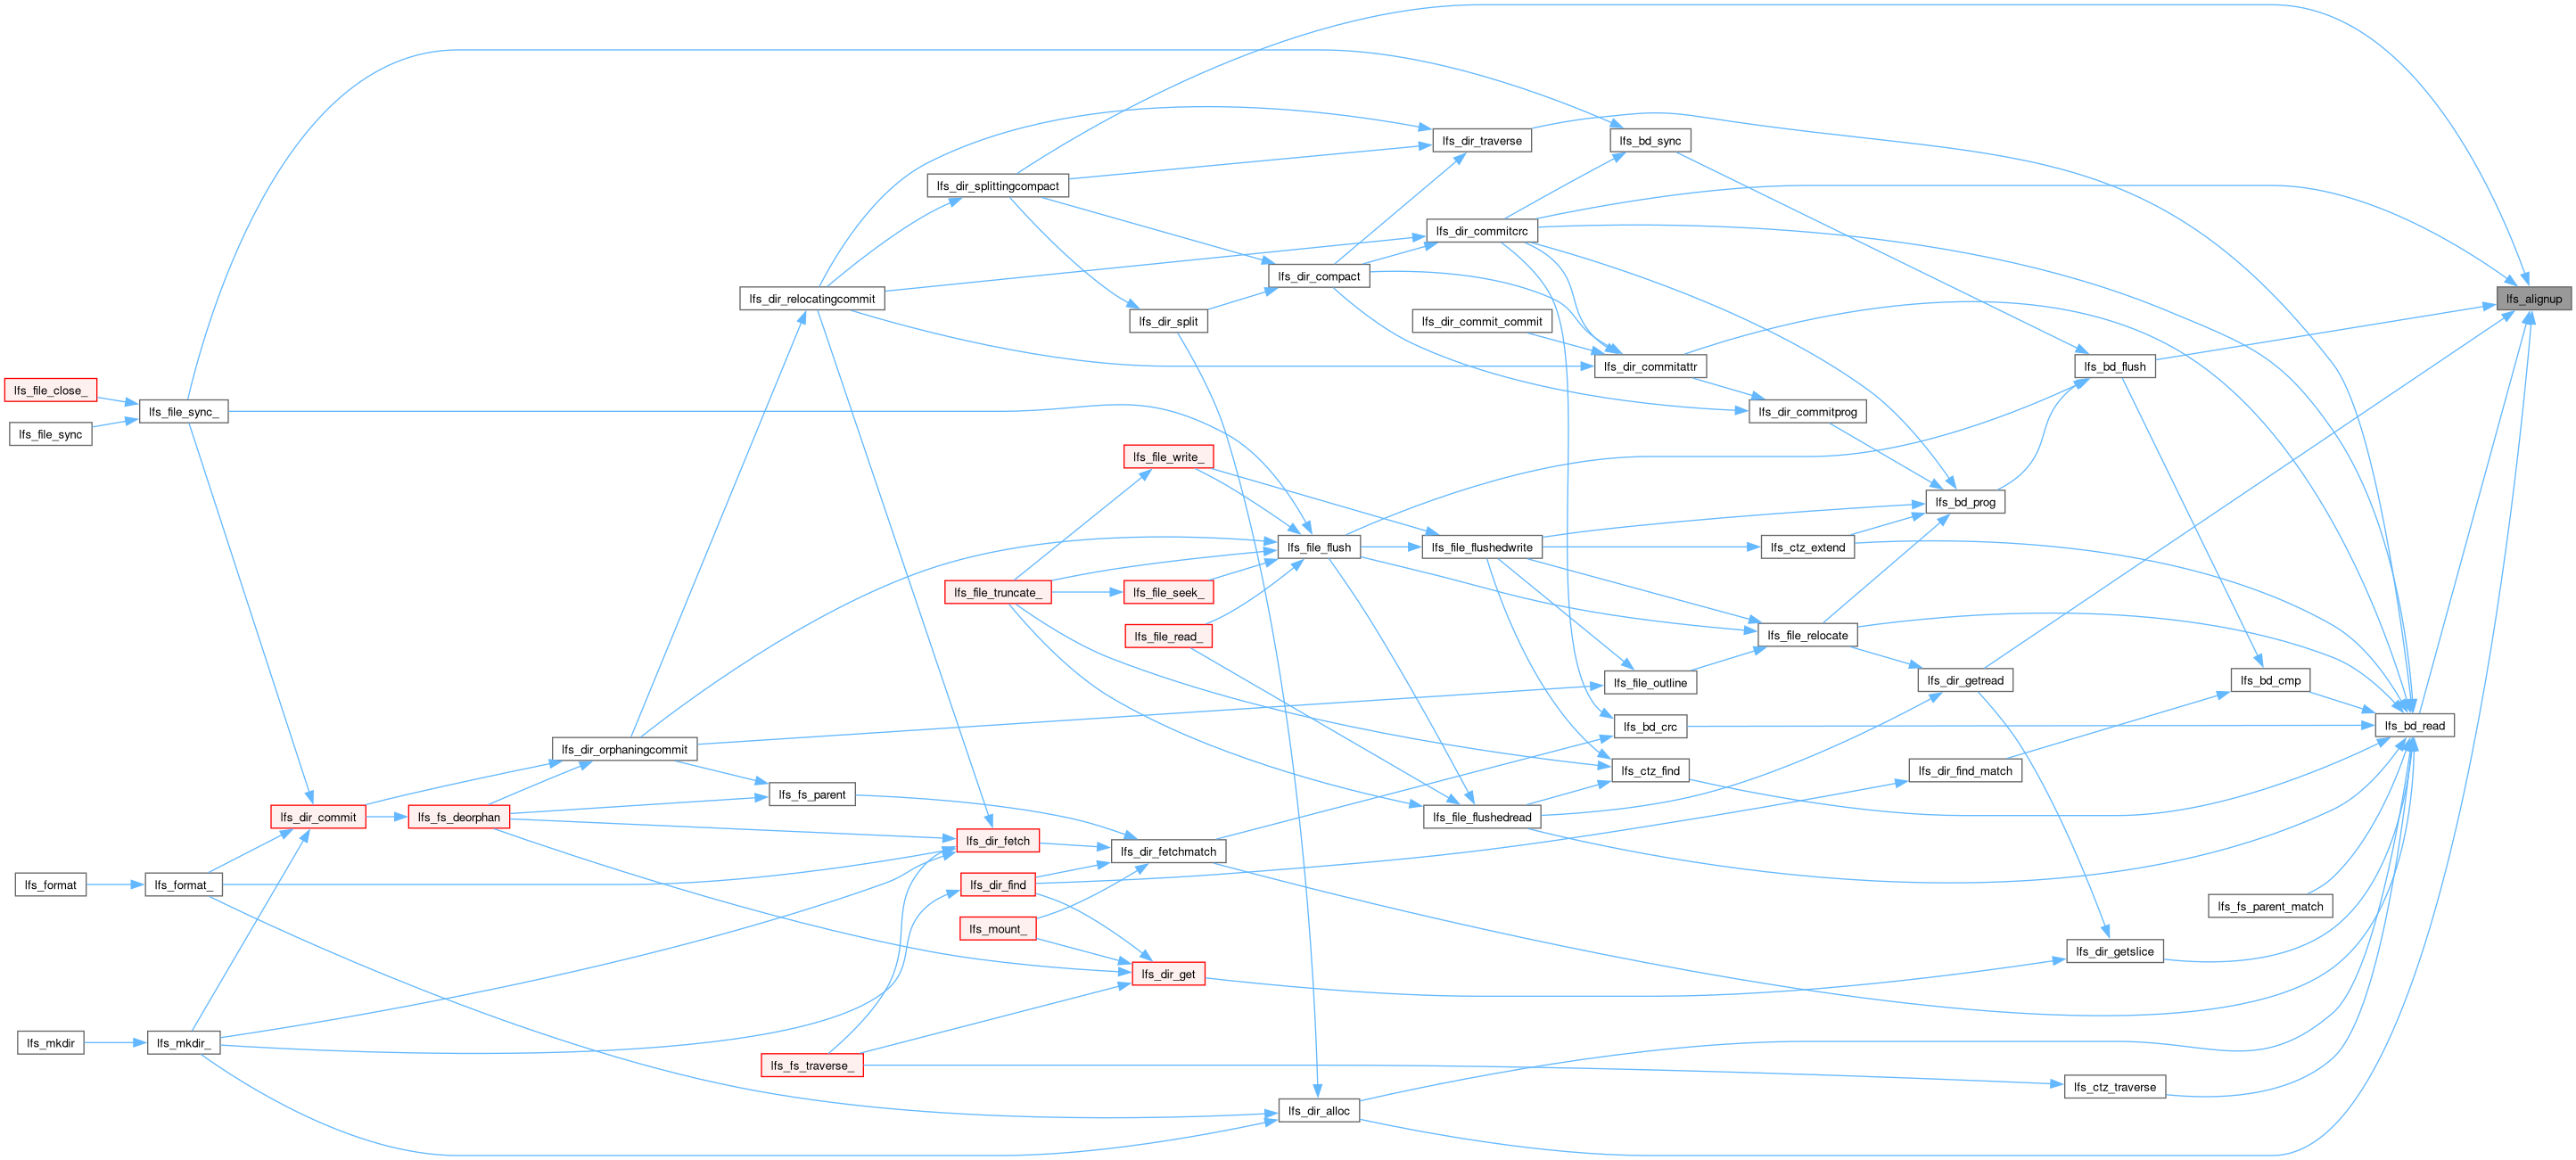 lfs_dir_traverse
lfs_bd_sync
lfs_dir_splittingcompact
lfs_dir_commitcrc
lfs_dir_compact
lfs_dir_relocatingcommit
lfs_alignup
lfs_dir_split
lfs_dir_commit_commit
lfs_dir_commitattr
lfs_bd_flush
lfs_file_close_
lfs_file_sync_
lfs_dir_commitprog
lfs_file_sync
lfs_file_write_
lfs_bd_prog
lfs_file_flush
lfs_file_flushedwrite
lfs_ctz_extend
lfs_file_truncate_
lfs_file_seek_
lfs_file_read_
lfs_file_relocate
lfs_file_outline
lfs_dir_getread
lfs_bd_cmp
lfs_bd_crc
lfs_bd_read
lfs_dir_orphaningcommit
lfs_ctz_find
lfs_dir_find_match
lfs_fs_parent
lfs_dir_commit
lfs_fs_deorphan
lfs_file_flushedread
lfs_dir_fetch
lfs_dir_fetchmatch
lfs_format
lfs_format_
lfs_dir_find
lfs_fs_parent_match
lfs_mount_
lfs_dir_getslice
lfs_dir_get
lfs_mkdir
lfs_mkdir_
lfs_fs_traverse_
lfs_ctz_traverse
lfs_dir_alloc